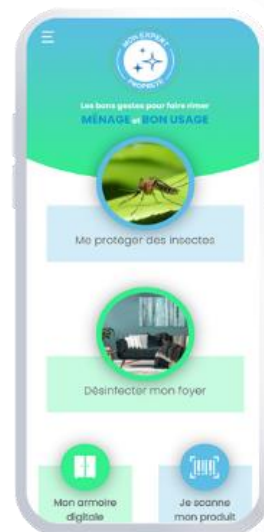 MON EXPERT
PROPRETÉ
Les bons gestes pour faire rimer
MÉNAGE et BON USAGE
Me protéger des insectes
Désinfecter mon foyer
Mon armoire
digitale
Je scanne
mon produit